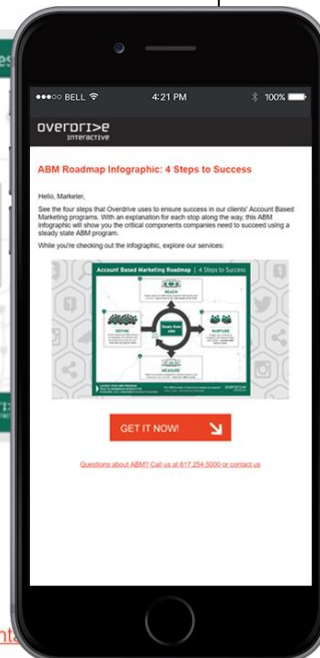 BELL 4:21 PM 100%
OVERDRI>E
INTERACTIVE
ABM Roadmap Infographic: 4 Steps to Success
Hello, Marketer,
See the four steps that Overdrive uses to ensure success in our clients' Account Based
Marketing programs. With an explanation for each stop along the way, this ABM
infographic will show you the critical components companies need to succeed using a
steady state ABM program.
While you're checking out the infographic, explore our services:
Account Based Marketing Roadmap | 4 Steps to Success
REACH
REFINE
Steady State
ABM
NURTURE
MEASURE
GET IT NOW!
Questions about ABM? Call us at 617.254.5000 or contact us